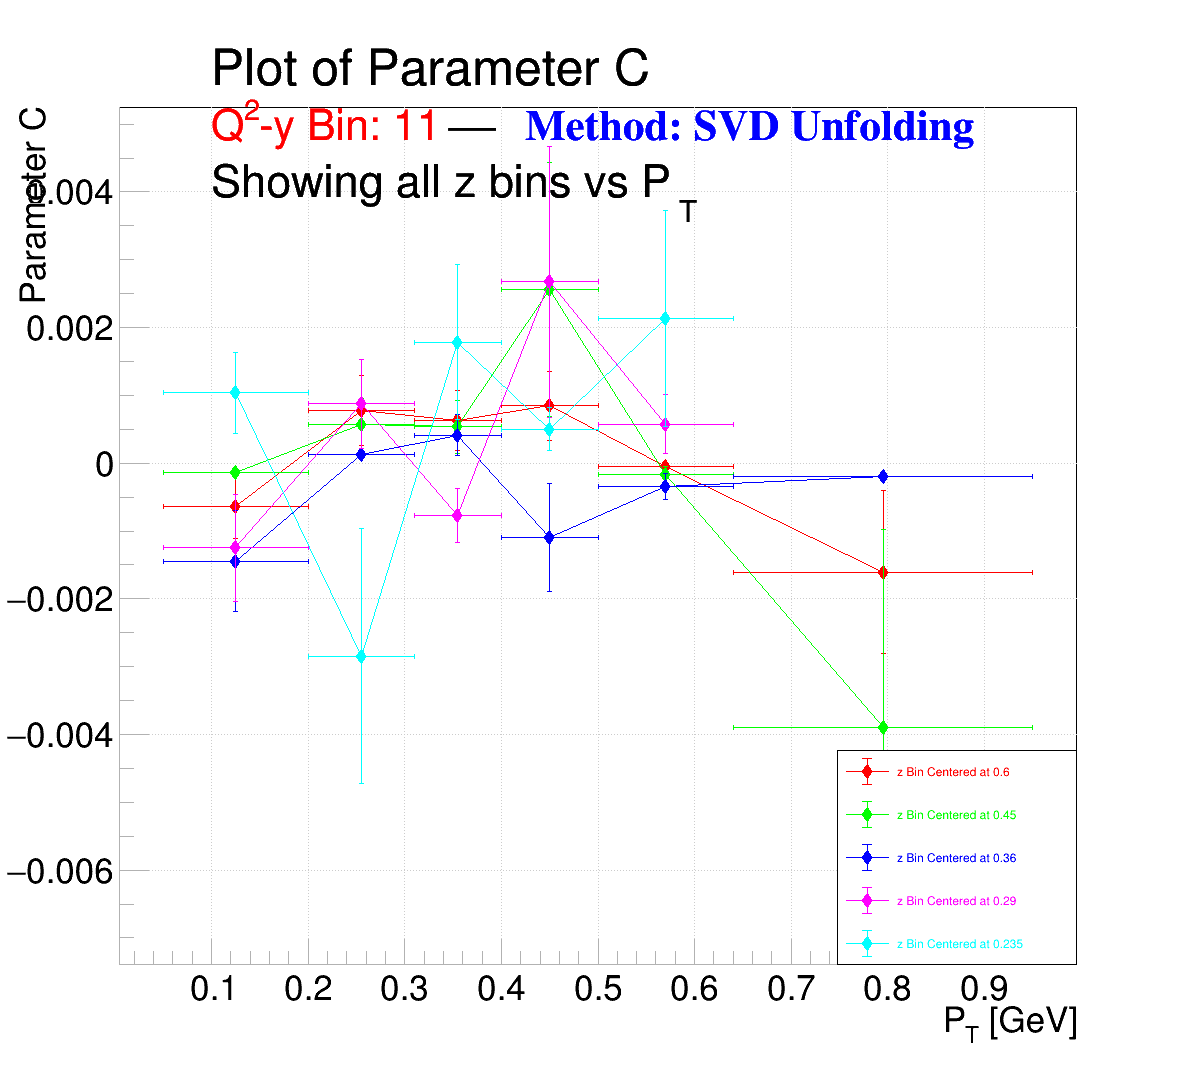 Plot of Parameter C
Q²-y Bin: 11 — Method: SVD Unfolding
Showing all z bins vs P_T
Parameter C
0.004
0.002
0
−0.002
−0.004
−0.006
z Bin Centered at 0.6
z Bin Centered at 0.45
z Bin Centered at 0.36
z Bin Centered at 0.29
z Bin Centered at 0.235
0.1 0.2 0.3 0.4 0.5 0.6 0.7 0.8 0.9
P_T [GeV]